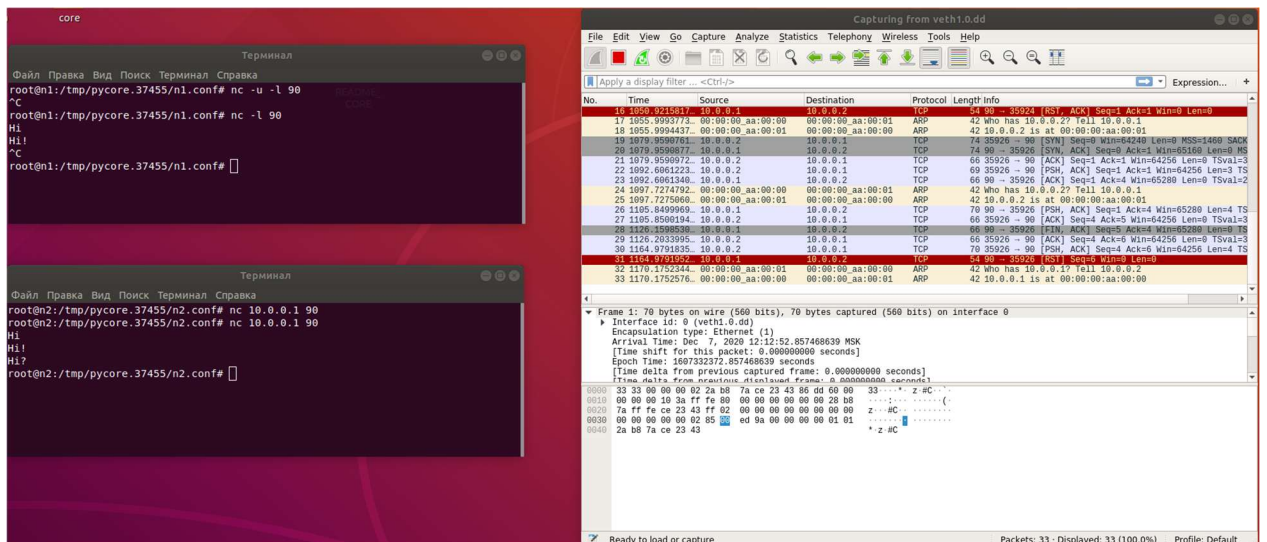 core
Терминал
Файл Правка Вид Поиск Терминал Справка
root@n1:/tmp/pycore.37455/n1.conf# nc -u -l 90
^C
root@n1:/tmp/pycore.37455/n1.conf# nc -l 90
Hi
Hi!
^C
root@n1:/tmp/pycore.37455/n1.conf#
Терминал
Файл Правка Вид Поиск Терминал Справка
root@n2:/tmp/pycore.37455/n2.conf# nc 10.0.0.1 90
root@n2:/tmp/pycore.37455/n2.conf# nc 10.0.0.1 90
Hi
Hi!
Hi?
root@n2:/tmp/pycore.37455/n2.conf#
Capturing from veth1.0.dd
File Edit View Go Capture Analyze Statistics Telephony Wireless Tools Help
Apply a display filter ... <Ctrl-/> Expression... +
No. Time Source Destination Protocol Length Info
16 1050.9215817… 10.0.0.1 10.0.0.2 TCP 54 90 → 35924 [RST, ACK] Seq=1 Ack=1 Win=0 Len=0
17 1055.9993773… 00:00:00_aa:00:00 00:00:00_aa:00:01 ARP 42 Who has 10.0.0.2? Tell 10.0.0.1
18 1055.9994437… 00:00:00_aa:00:01 00:00:00_aa:00:00 ARP 42 10.0.0.2 is at 00:00:00:aa:00:01
19 1079.9590761… 10.0.0.2 10.0.0.1 TCP 74 35926 → 90 [SYN] Seq=0 Win=64240 Len=0 MSS=1460 SACK
20 1079.9590877… 10.0.0.1 10.0.0.2 TCP 74 90 → 35926 [SYN, ACK] Seq=0 Ack=1 Win=65160 Len=0 MS
21 1079.9590972… 10.0.0.2 10.0.0.1 TCP 66 35926 → 90 [ACK] Seq=1 Ack=1 Win=64256 Len=0 TSval=3
22 1092.6061223… 10.0.0.2 10.0.0.1 TCP 69 35926 → 90 [PSH, ACK] Seq=1 Ack=1 Win=64256 Len=3 TS
23 1092.6061340… 10.0.0.1 10.0.0.2 TCP 66 90 → 35926 [ACK] Seq=1 Ack=4 Win=65280 Len=0 TSval=2
24 1097.7274792… 00:00:00_aa:00:00 00:00:00_aa:00:01 ARP 42 Who has 10.0.0.2? Tell 10.0.0.1
25 1097.7275060… 00:00:00_aa:00:01 00:00:00_aa:00:00 ARP 42 10.0.0.2 is at 00:00:00:aa:00:01
26 1105.8499969… 10.0.0.1 10.0.0.2 TCP 70 90 → 35926 [PSH, ACK] Seq=1 Ack=4 Win=65280 Len=4 TS
27 1105.8500194… 10.0.0.2 10.0.0.1 TCP 66 35926 → 90 [ACK] Seq=4 Ack=5 Win=64256 Len=0 TSval=3
28 1126.1598530… 10.0.0.1 10.0.0.2 TCP 66 90 → 35926 [FIN, ACK] Seq=5 Ack=4 Win=65280 Len=0 TS
29 1126.2033995… 10.0.0.2 10.0.0.1 TCP 66 35926 → 90 [ACK] Seq=4 Ack=6 Win=64256 Len=0 TSval=3
30 1164.9791835… 10.0.0.2 10.0.0.1 TCP 70 35926 → 90 [PSH, ACK] Seq=4 Ack=6 Win=64256 Len=4 TS
31 1164.9791952… 10.0.0.1 10.0.0.2 TCP 54 90 → 35926 [RST] Seq=6 Win=0 Len=0
32 1170.1752344… 00:00:00_aa:00:01 00:00:00_aa:00:00 ARP 42 Who has 10.0.0.1? Tell 10.0.0.2
33 1170.1752576… 00:00:00_aa:00:00 00:00:00_aa:00:01 ARP 42 10.0.0.1 is at 00:00:00:aa:00:00
Frame 1: 70 bytes on wire (560 bits), 70 bytes captured (560 bits) on interface 0
Interface id: 0 (veth1.0.dd)
Encapsulation type: Ethernet (1)
Arrival Time: Dec 7, 2020 12:12:52.857468639 MSK
[Time shift for this packet: 0.000000000 seconds]
Epoch Time: 1607332372.857468639 seconds
[Time delta from previous captured frame: 0.000000000 seconds]
[Time delta from previous displayed frame: 0.000000000 seconds]
0000 33 33 00 00 00 02 2a b8 7a ce 23 43 86 dd 60 00 33····*· z·#C··`·
0010 00 00 00 10 3a ff fe 80 00 00 00 00 00 00 28 b8 ····:··· ······(·
0020 7a ff fe ce 23 43 ff 02 00 00 00 00 00 00 00 00 z···#C·· ········
0030 00 00 00 00 00 02 85 00 ed 9a 00 00 00 00 01 01 ········ ········
0040 2a b8 7a ce 23 43 *·z·#C
Ready to load or capture Packets: 33 · Displayed: 33 (100.0%) Profile: Default